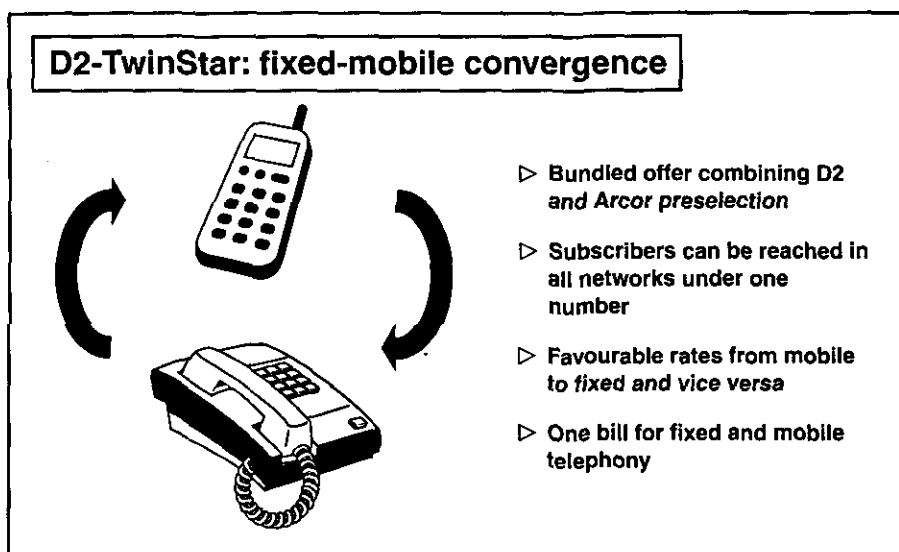 D2-TwinStar: fixed-mobile convergence
▷ Bundled offer combining D2
and Arcor preselection
▷ Subscribers can be reached in
all networks under one
number
▷ Favourable rates from mobile
to fixed and vice versa
▷ One bill for fixed and mobile
telephony